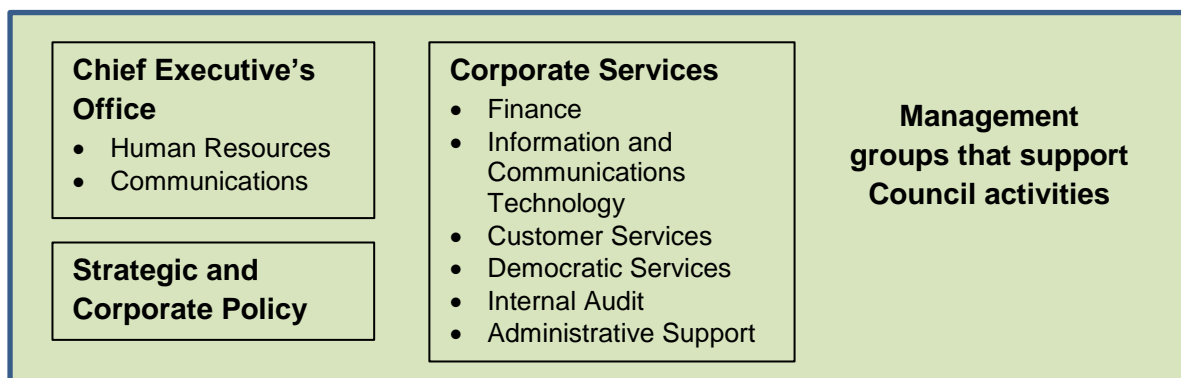 Chief Executive’s
Office
• Human Resources
• Communications
Strategic and
Corporate Policy
Corporate Services
• Finance
• Information and
Communications
Technology
• Customer Services
• Democratic Services
• Internal Audit
• Administrative Support
Management
groups that support
Council activities